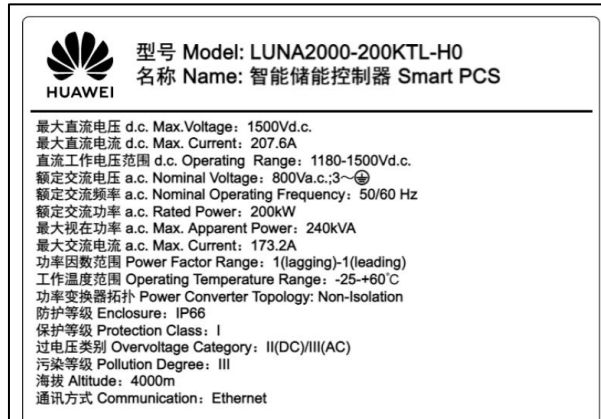 HUAWEI
型号 Model: LUNA2000-200KTL-H0
名称 Name: 智能储能控制器 Smart PCS
最大直流电压 d.c. Max.Voltage：1500Vd.c.
最大直流电流 d.c. Max. Current：207.6A
直流工作电压范围 d.c. Operating Range：1180-1500Vd.c.
额定交流电压 a.c. Nominal Voltage：800Va.c.;3～
额定交流频率 a.c. Nominal Operating Frequency：50/60 Hz
额定交流功率 a.c. Rated Power：200kW
最大视在功率 a.c. Max. Apparent Power：240kVA
最大交流电流 a.c. Max. Current：173.2A
功率因数范围 Power Factor Range：1(lagging)-1(leading)
工作温度范围 Operating Temperature Range：-25-+60℃
功率变换器拓扑 Power Converter Topology: Non-Isolation
防护等级 Enclosure：IP66
保护等级 Protection Class：I
过电压类别 Overvoltage Category：II(DC)/III(AC)
污染等级 Pollution Degree：III
海拔 Altitude：4000m
通讯方式 Communication：Ethernet